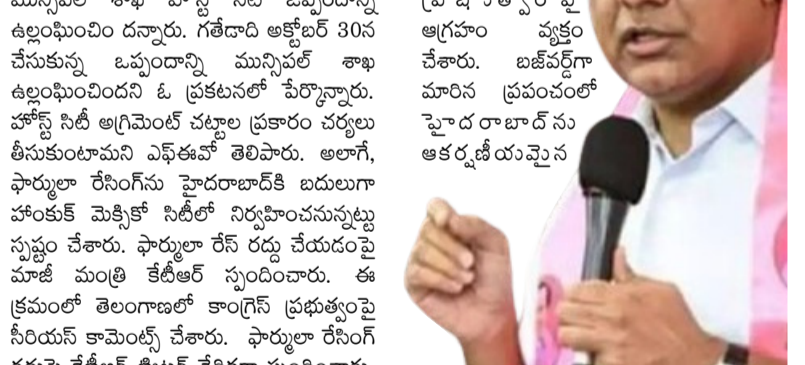 మున్సిపల్ శాఖ హోస్ట్ సిటీ ఒప్పందాన్ని
ఉల్లంఘించిం దన్నారు. గతేడాది అక్టోబర్ 30న
చేసుకున్న ఒప్పందాన్ని మున్సిపల్ శాఖ
ఉల్లంఘించిందని ఓ ప్రకటనలో పేర్కొన్నారు.
హోస్ట్ సిటీ అగ్రిమెంట్ చట్టాల ప్రకారం చర్యలు
తీసుకుంటామని ఎఫ్ఈవో తెలిపారు. అలాగే,
ఫార్ములా రేసింగ్‌ను హైదరాబాద్‌కి బదులుగా
హాంకుక్ మెక్సికో సిటీలో నిర్వహించనున్నట్టు
స్పష్టం చేశారు. ఫార్ములా రేస్ రద్దు చేయడంపై
మాజీ మంత్రి కేటీఆర్ స్పందించారు. ఈ
క్రమంలో తెలంగాణలో కాంగ్రెస్ ప్రభుత్వంపై
సీరియస్ కామెంట్స్ చేశారు. ఫార్ములా రేసింగ్
ఆగ్రహం వ్యక్తం
చేశారు. బజ్‌వర్డ్‌గా
మారిన ప్రపంచంలో
హైదరాబాద్‌ను
ఆకర్షణీయమైన